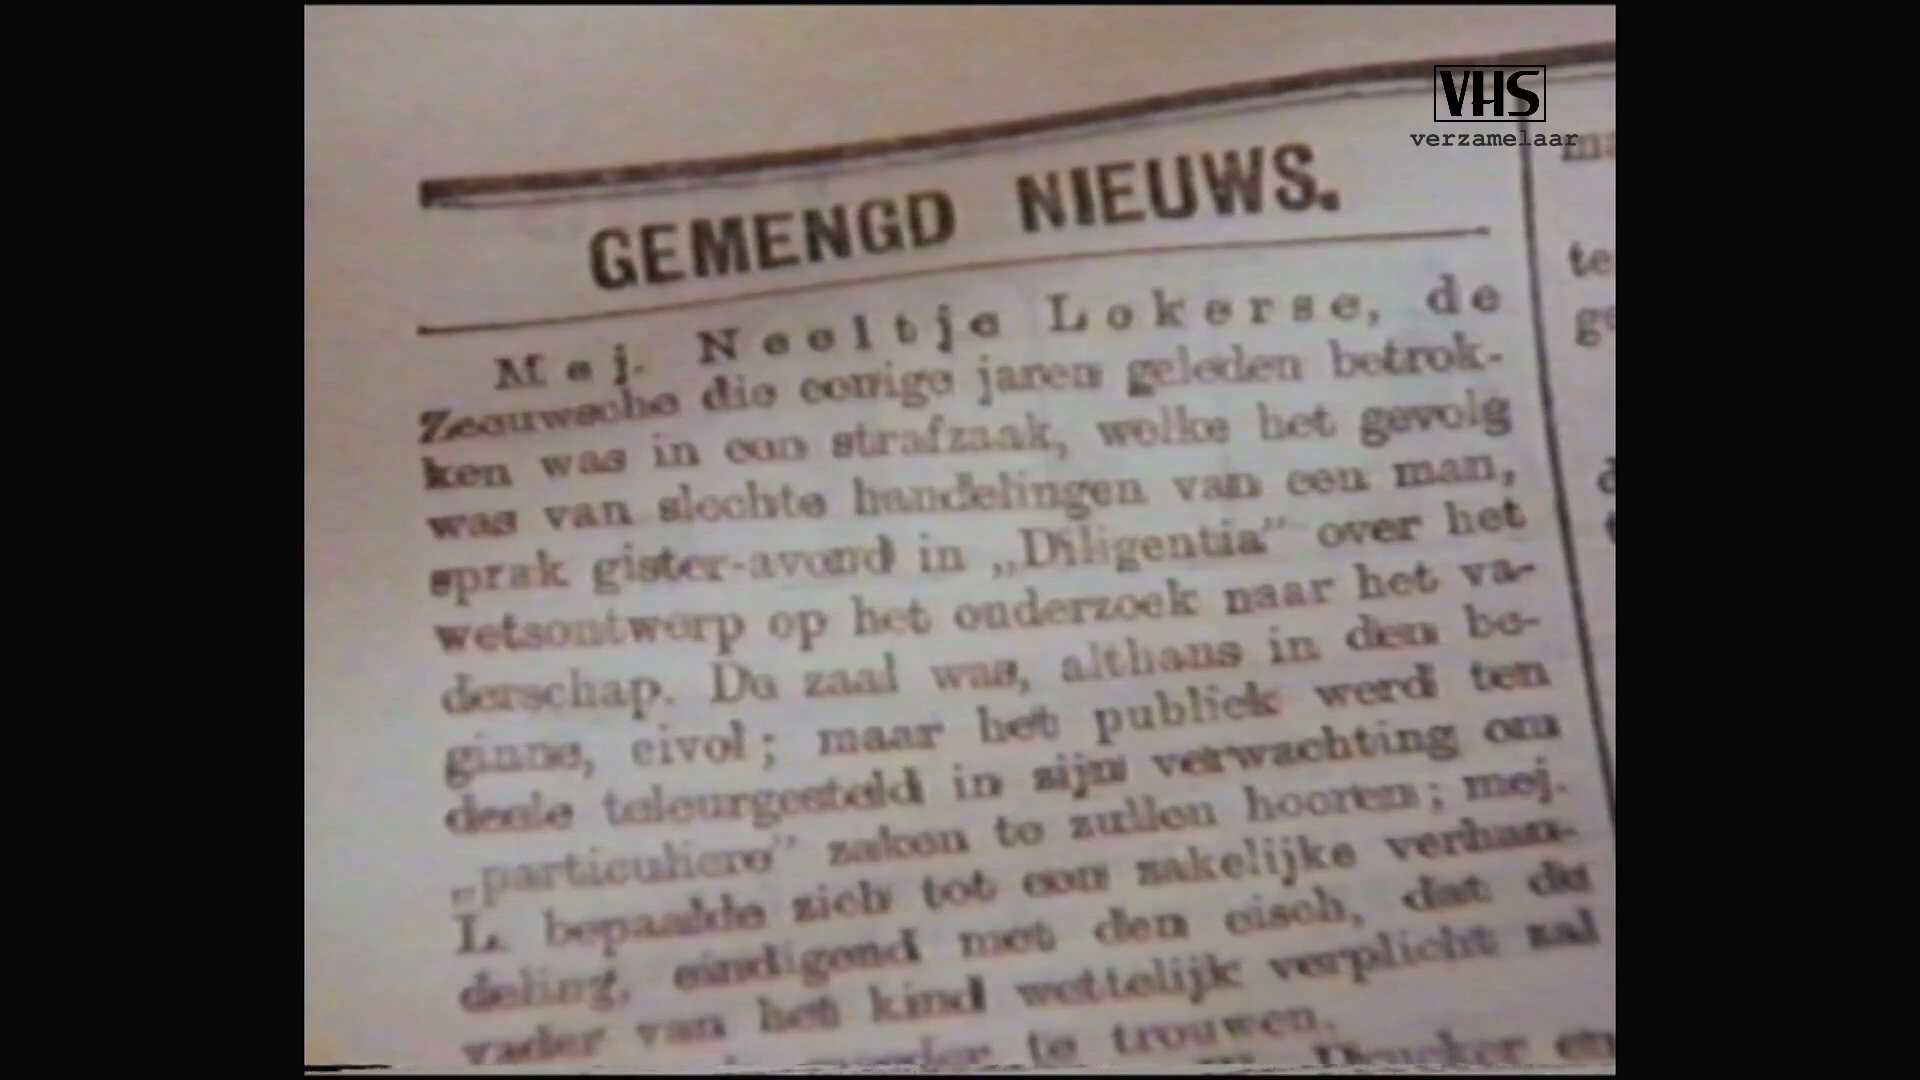 VHS
verzamelaar
GEMENGD NIEUWS.
Mej. Neeltje Lokerse, de
Zeeuwsche die eenige jaren geleden betrok-
ken was in een strafzaak, welke het gevolg
was van slechte handelingen van een man,
sprak gister-avond in „Diligentia” over het
wetsontwerp op het onderzoek naar het va-
derschap. De zaal was, althans in den be-
ginne, eivol; maar het publiek werd ten
deele teleurgesteld in zijn verwachting om
„particuliere” zaken te zullen hooren; mej.
L. bepaalde zich tot een zakelijke verhan-
deling, eindigend met den eisch, dat de
vader van het kind wettelijk verplicht zal
moeder te trouwen.
te